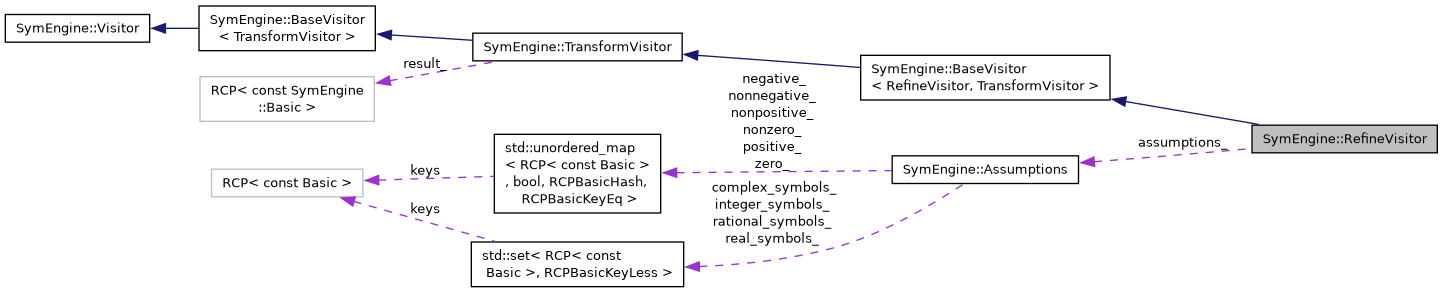 SymEngine::Visitor
SymEngine::BaseVisitor
< TransformVisitor >
SymEngine::TransformVisitor
result_
RCP< const SymEngine
::Basic >
SymEngine::BaseVisitor
< RefineVisitor, TransformVisitor >
SymEngine::RefineVisitor
assumptions_
SymEngine::Assumptions
negative_
nonnegative_
nonpositive_
nonzero_
positive_
zero_
std::unordered_map
< RCP< const Basic >
, bool, RCPBasicHash,
RCPBasicKeyEq >
keys
RCP< const Basic >
complex_symbols_
integer_symbols_
rational_symbols_
real_symbols_
keys
std::set< RCP< const
Basic >, RCPBasicKeyLess >